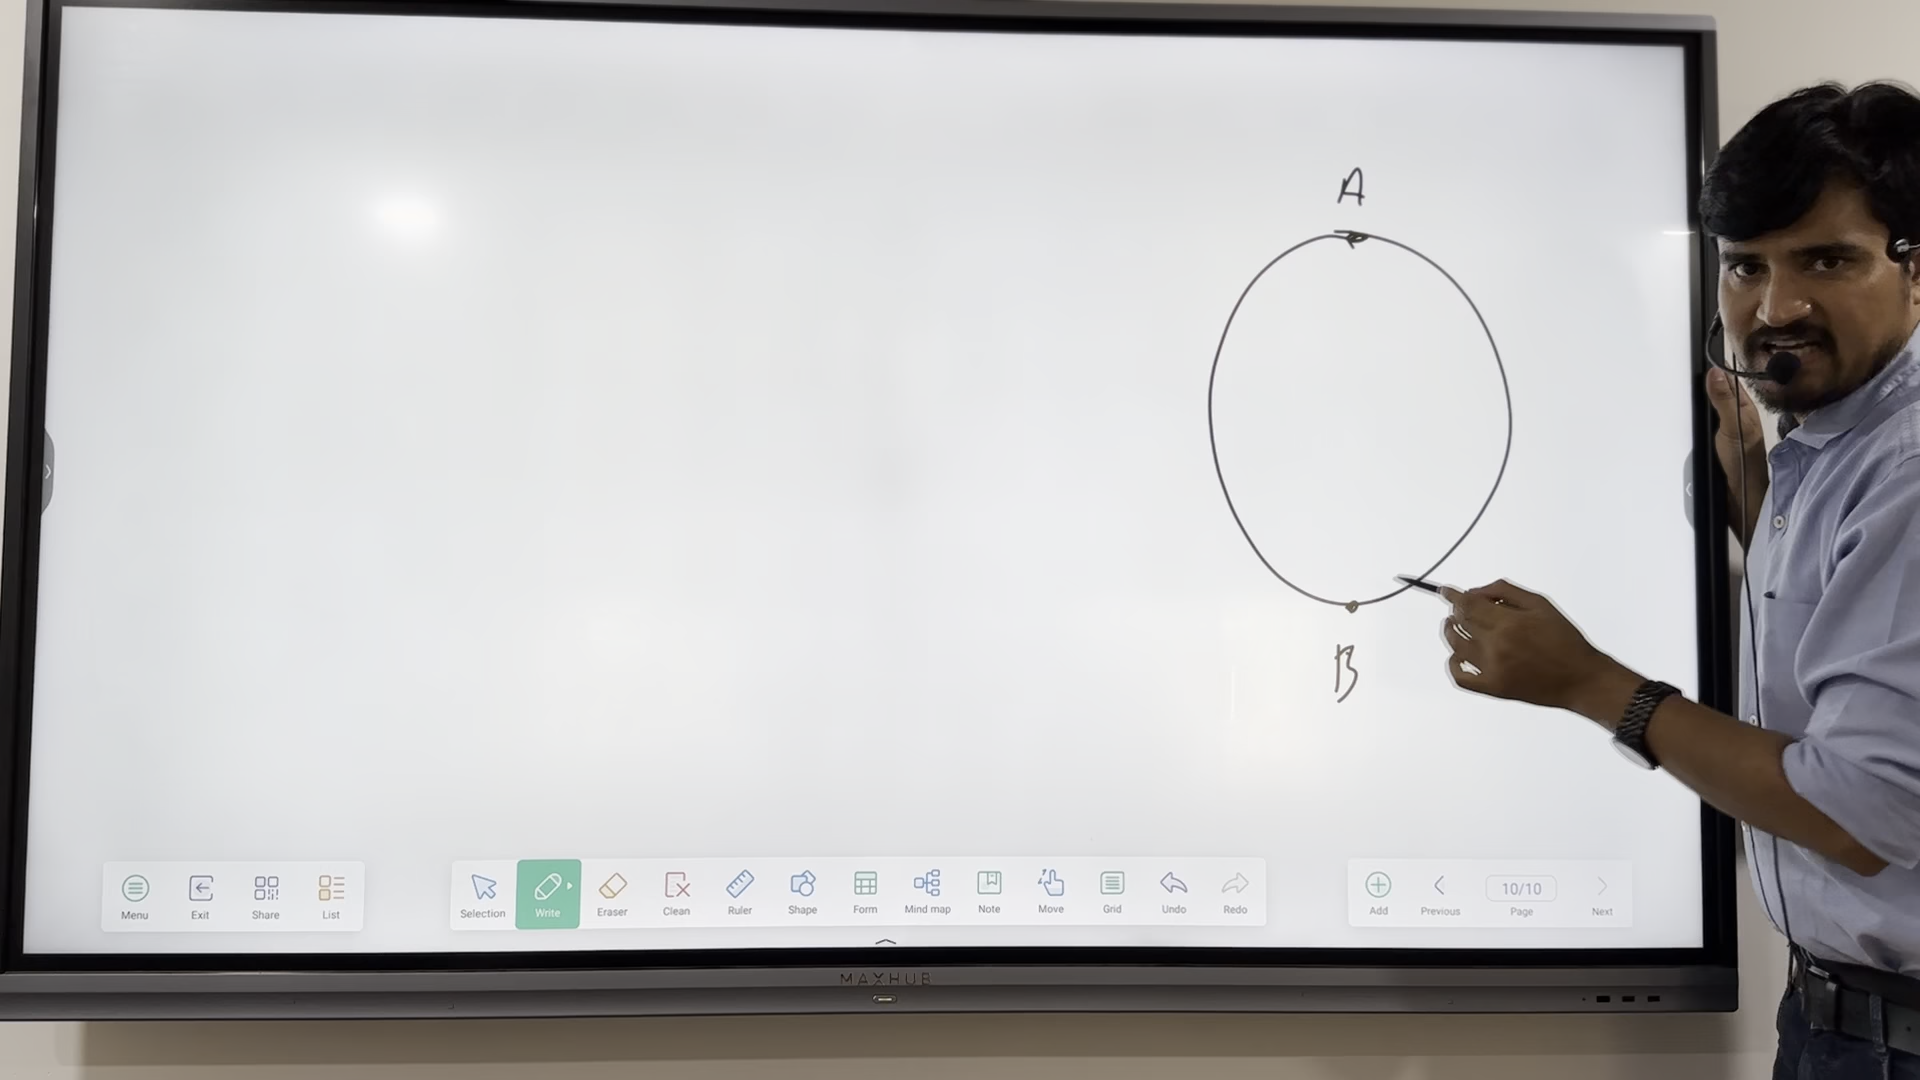 A
B
Menu Exit Share List
Selection Write Eraser Clean Ruler Shape Form Mind map Note Move Grid Undo Redo
Add Previous 10/10 Page Next
MAXHUB